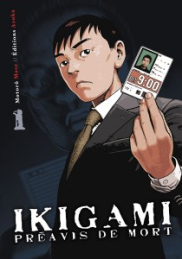 Motorō Mase // Éditions Asuka
9:00
1
IKIGAMI
PRÉAVIS DE MORT